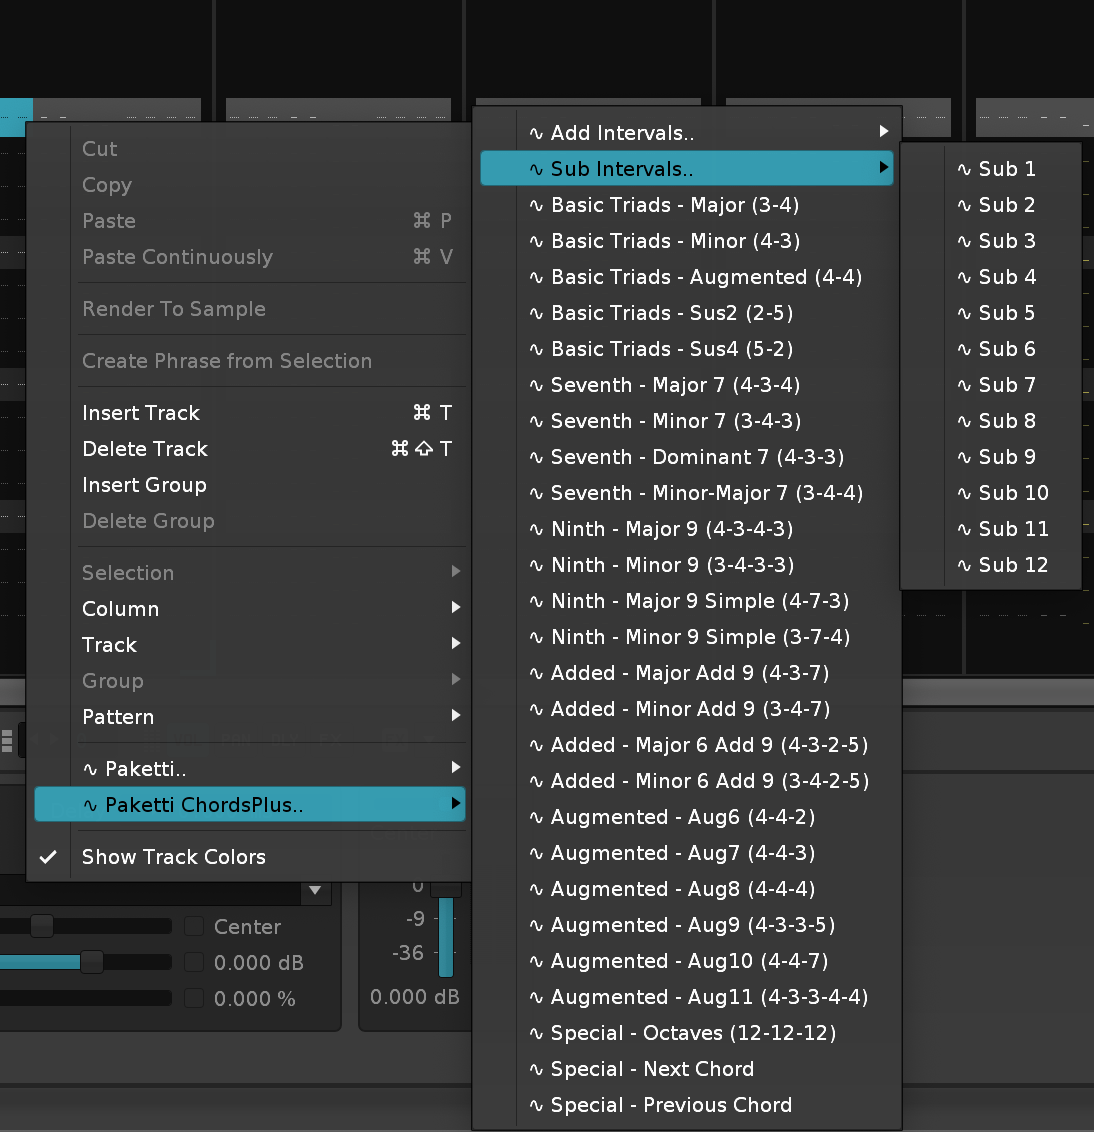 Cut
Copy
Paste ⌘ P
Paste Continuously ⌘ V
Render To Sample
Create Phrase from Selection
Insert Track ⌘ T
Delete Track ⌘⇧T
Insert Group
Delete Group
Selection
Column
Track
Group
Pattern
∿ Paketti..
∿ Paketti ChordsPlus..
Show Track Colors
∿ Add Intervals..
∿ Sub Intervals..
∿ Basic Triads - Major (3-4)
∿ Basic Triads - Minor (4-3)
∿ Basic Triads - Augmented (4-4)
∿ Basic Triads - Sus2 (2-5)
∿ Basic Triads - Sus4 (5-2)
∿ Seventh - Major 7 (4-3-4)
∿ Seventh - Minor 7 (3-4-3)
∿ Seventh - Dominant 7 (4-3-3)
∿ Seventh - Minor-Major 7 (3-4-4)
∿ Ninth - Major 9 (4-3-4-3)
∿ Ninth - Minor 9 (3-4-3-3)
∿ Ninth - Major 9 Simple (4-7-3)
∿ Ninth - Minor 9 Simple (3-7-4)
∿ Added - Major Add 9 (4-3-7)
∿ Added - Minor Add 9 (3-4-7)
∿ Added - Major 6 Add 9 (4-3-2-5)
∿ Added - Minor 6 Add 9 (3-4-2-5)
∿ Augmented - Aug6 (4-4-2)
∿ Augmented - Aug7 (4-4-3)
∿ Augmented - Aug8 (4-4-4)
∿ Augmented - Aug9 (4-3-3-5)
∿ Augmented - Aug10 (4-4-7)
∿ Augmented - Aug11 (4-3-3-4-4)
∿ Special - Octaves (12-12-12)
∿ Special - Next Chord
∿ Special - Previous Chord
∿ Sub 1
∿ Sub 2
∿ Sub 3
∿ Sub 4
∿ Sub 5
∿ Sub 6
∿ Sub 7
∿ Sub 8
∿ Sub 9
∿ Sub 10
∿ Sub 11
∿ Sub 12
Center
0.000 dB
0.000 %
0
-9
-36
0.000 dB